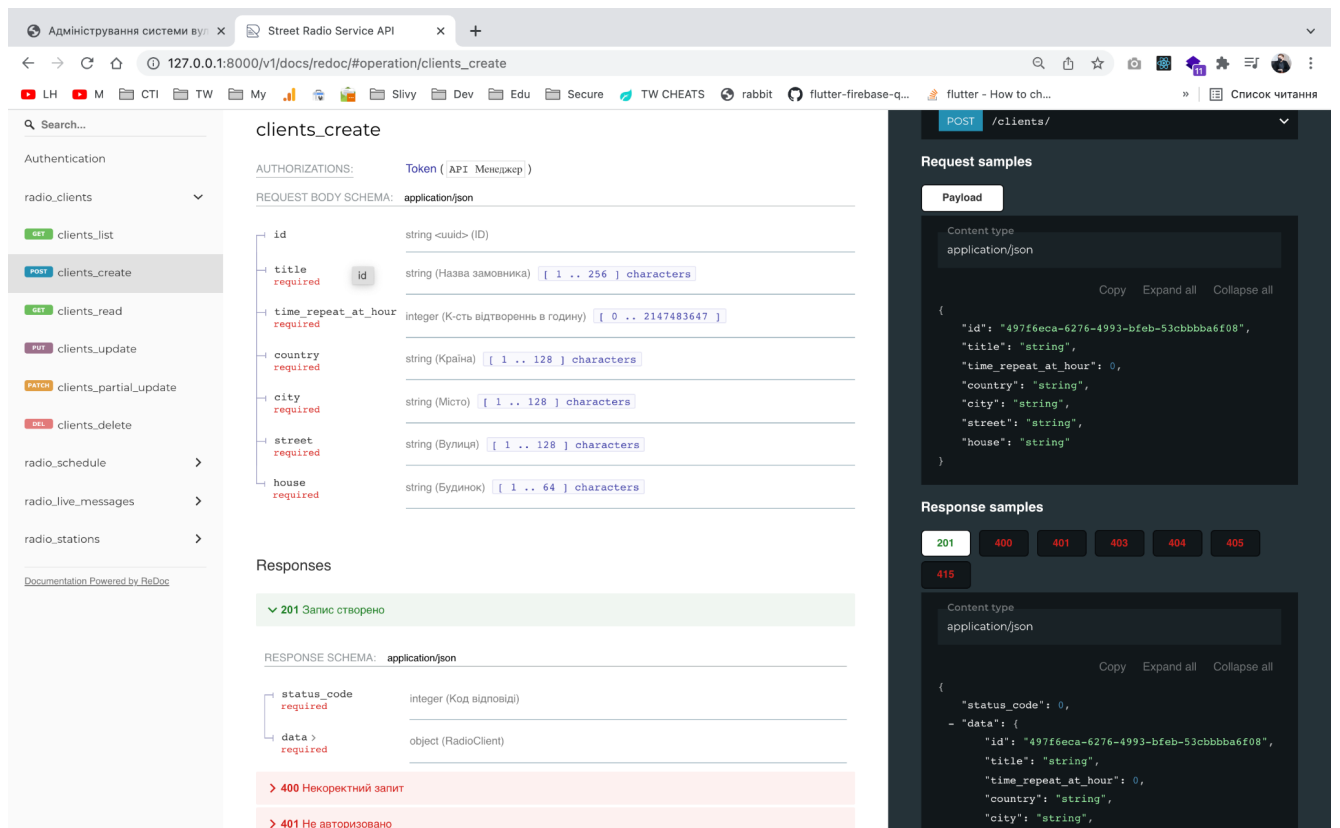 Адміністрування системи вул
Street Radio Service API
127.0.0.1:8000/v1/docs/redoc/#operation/clients_create
11
LH
M
CTI
TW
My
Slivy
Dev
Edu
Secure
TW CHEATS
rabbit
flutter-firebase-q...
flutter - How to ch...
»
Список читання
Search...
Authentication
radio_clients
GET clients_list
POST clients_create
GET clients_read
PUT clients_update
PATCH clients_partial_update
DEL clients_delete
radio_schedule
radio_live_messages
radio_stations
Documentation Powered by ReDoc
clients_create
AUTHORIZATIONS: Token ( API Менеджер )
REQUEST BODY SCHEMA: application/json
id string <uuid> (ID)
title string (Назва замовника) [ 1 .. 256 ] characters
required
id
time_repeat_at_hour integer (К-сть відтвореннь в годину) [ 0 .. 2147483647 ]
required
country string (Країна) [ 1 .. 128 ] characters
required
city string (Місто) [ 1 .. 128 ] characters
required
street string (Вулиця) [ 1 .. 128 ] characters
required
house string (Будинок) [ 1 .. 64 ] characters
required
Responses
201 Запис створено
RESPONSE SCHEMA: application/json
status_code integer (Код відповіді)
required
data > object (RadioClient)
required
400 Некоректний запит
401 Не авторизовано
POST /clients/
Request samples
Payload
Content type
application/json
Copy Expand all Collapse all
{
"id": "497f6eca-6276-4993-bfeb-53cbbbba6f08",
"title": "string",
"time_repeat_at_hour": 0,
"country": "string",
"city": "string",
"street": "string",
"house": "string"
}
Response samples
201 400 401 403 404 405
415
Content type
application/json
Copy Expand all Collapse all
{
"status_code": 0,
- "data": {
"id": "497f6eca-6276-4993-bfeb-53cbbbba6f08",
"title": "string",
"time_repeat_at_hour": 0,
"country": "string",
"city": "string",